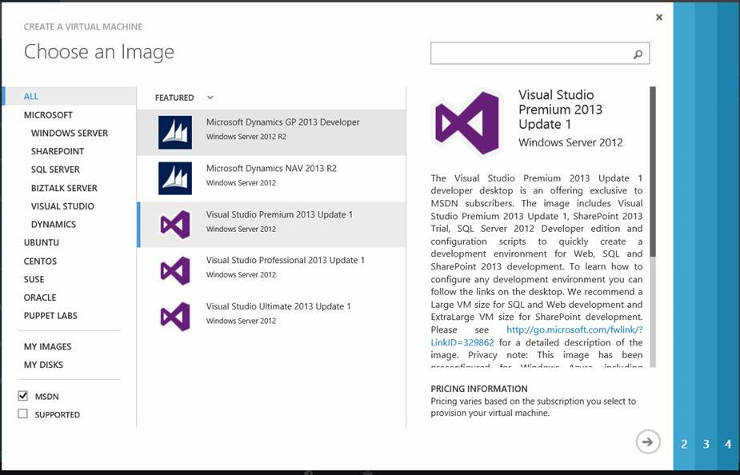 CREATE A VIRTUAL MACHINE
Choose an Image
ALL
MICROSOFT
WINDOWS SERVER
SHAREPOINT
SQL SERVER
BIZTALK SERVER
VISUAL STUDIO
DYNAMICS
UBUNTU
CENTOS
SUSE
ORACLE
PUPPET LABS
MY IMAGES
MY DISKS
MSDN
SUPPORTED
FEATURED
Microsoft Dynamics GP 2013 Developer
Windows Server 2012 R2
Microsoft Dynamics NAV 2013 R2
Windows Server 2012
Visual Studio Premium 2013 Update 1
Windows Server 2012
Visual Studio Professional 2013 Update 1
Windows Server 2012
Visual Studio Ultimate 2013 Update 1
Windows Server 2012
Visual Studio
Premium 2013
Update 1
Windows Server 2012
The Visual Studio Premium 2013 Update 1
developer desktop is an offering exclusive to
MSDN subscribers. The image includes Visual
Studio Premium 2013 Update 1, SharePoint 2013
Trial, SQL Server 2012 Developer edition and
configuration scripts to quickly create a
development environment for Web, SQL and
SharePoint 2013 development. To learn how to
configure any development environment you can
follow the links on the desktop. We recommend a
Large VM size for SQL and Web development and
ExtraLarge VM size for SharePoint development.
Please see http://go.microsoft.com/fwlink/?
LinkID=329862 for a detailed description of the
image. Privacy note: This image has been
preconfigured for Windows Azure, including
PRICING INFORMATION
Pricing varies based on the subscription you select to
provision your virtual machine.
2 3 4